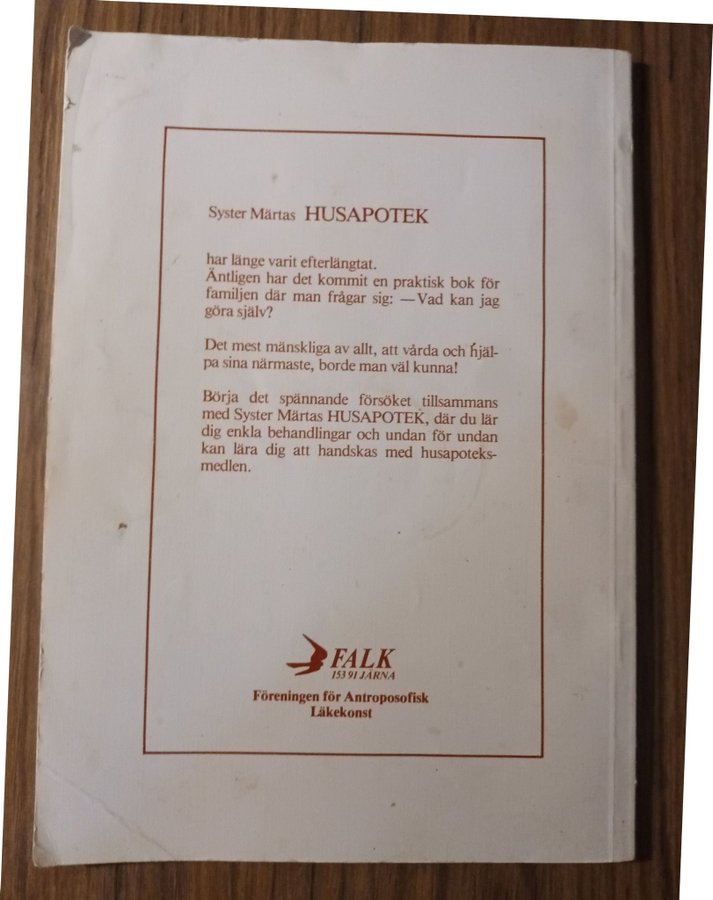 Syster Märtas HUSAPOTEK
har länge varit efterlängtat.
Äntligen har det kommit en praktisk bok för
familjen där man frågar sig: —Vad kan jag
göra själv?
Det mest mänskliga av allt, att vårda och hjäl-
pa sina närmaste, borde man väl kunna!
Börja det spännande försöket tillsammans
med Syster Märtas HUSAPOTEK, där du lär
dig enkla behandlingar och undan för undan
kan lära dig att handskas med husapoteks-
medlen.
FALK
153 91 JÄRNA
Föreningen för Antroposofisk
Läkekonst